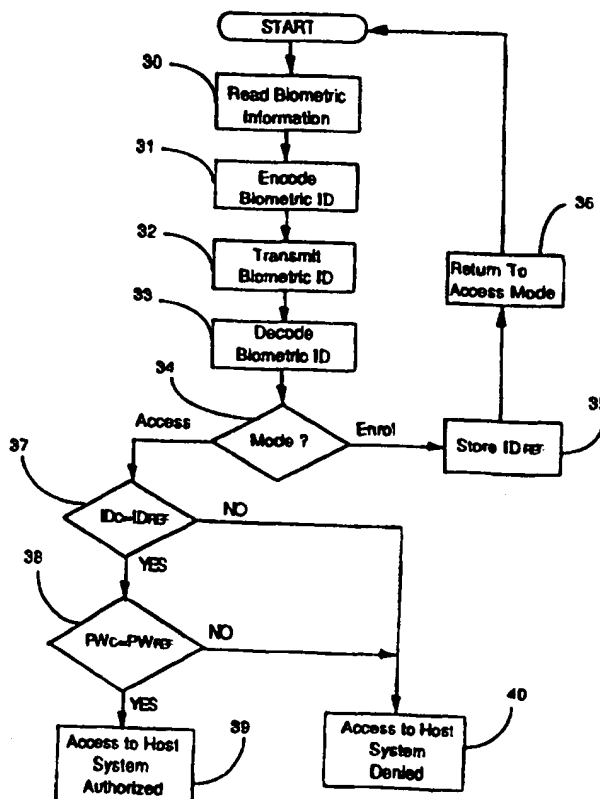 START
30
Read Biometric
Information
31
Encode
Biometric ID
32
Transmit
Biometric ID
33
Decode
Biometric ID
34
Mode ?
Access
Enrol
36
Return To
Access Mode
35
Store IDREF
37
IDC=IDREF
NO
YES
38
PWC=PWREF
NO
YES
39
Access to Host
System
Authorized
40
Access to Host
System
Denied